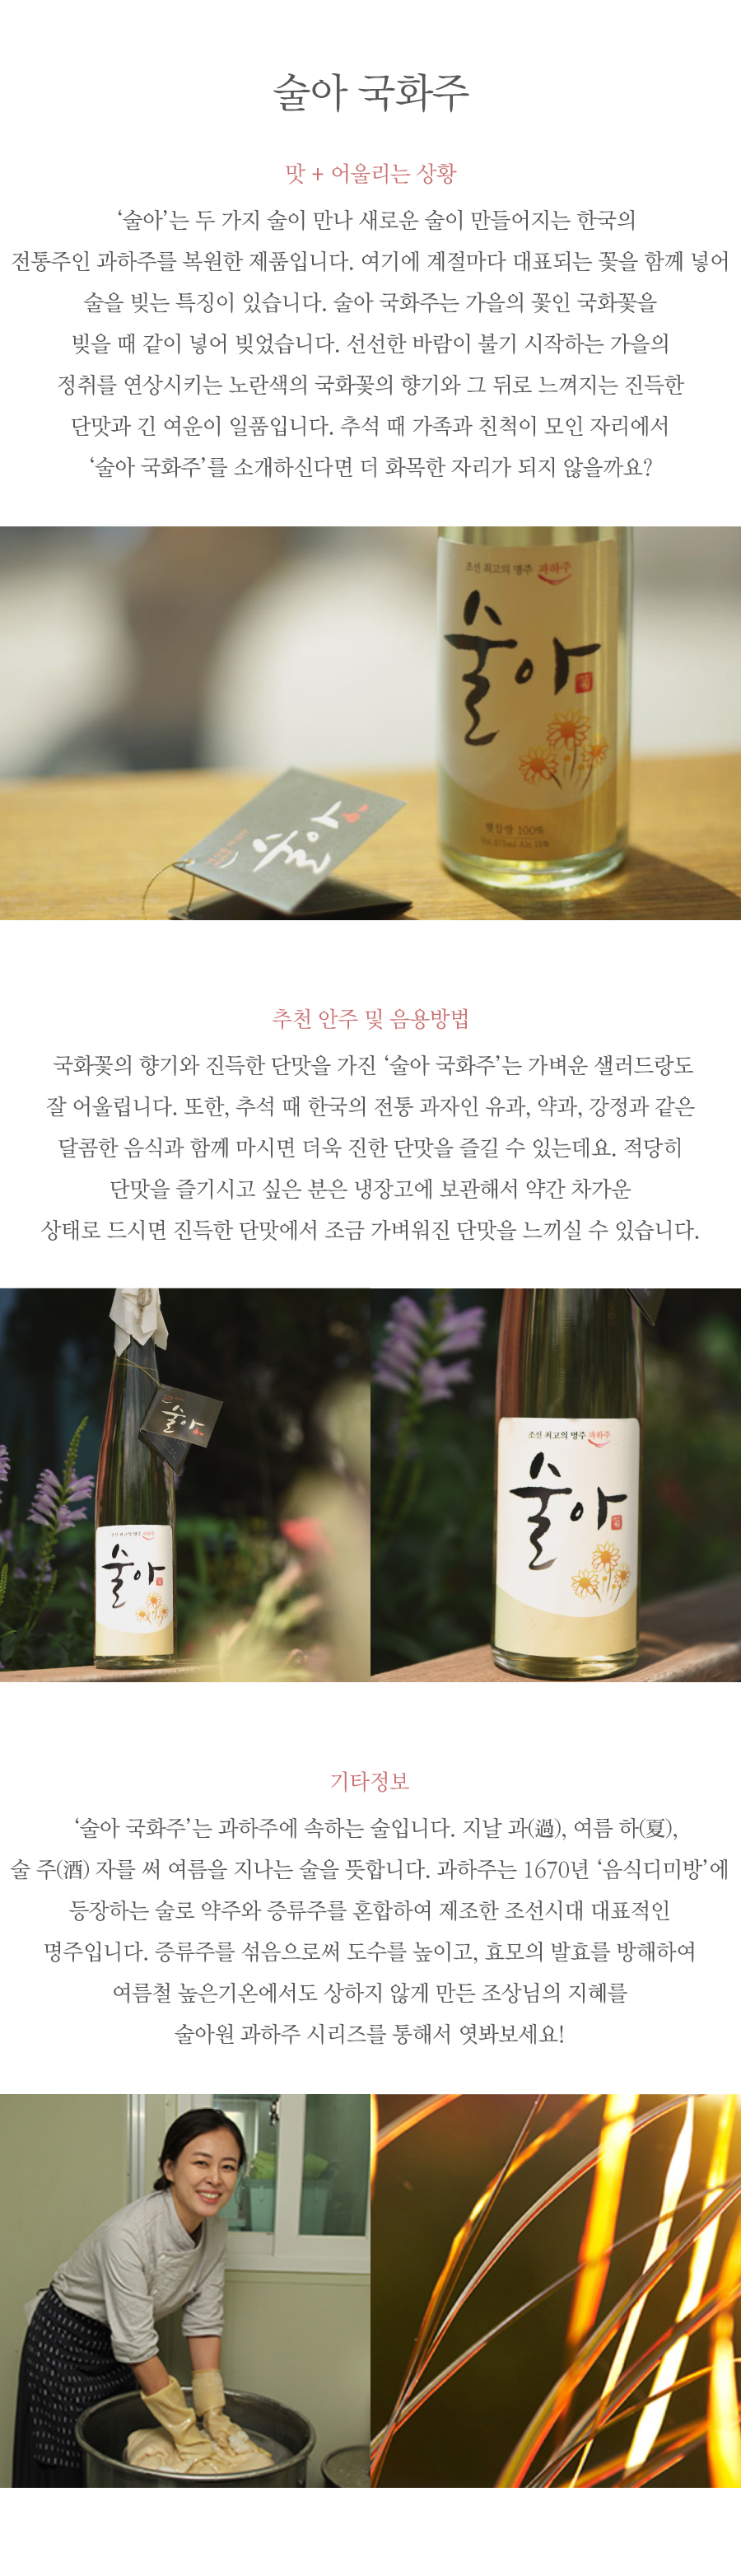 술아 국화주
맛 + 어울리는 상황
‘술아’는 두 가지 술이 만나 새로운 술이 만들어지는 한국의
전통주인 과하주를 복원한 제품입니다. 여기에 계절마다 대표되는 꽃을 함께 넣어
술을 빚는 특징이 있습니다. 술아 국화주는 가을의 꽃인 국화꽃을
빚을 때 같이 넣어 빚었습니다. 선선한 바람이 불기 시작하는 가을의
정취를 연상시키는 노란색의 국화꽃의 향기와 그 뒤로 느껴지는 진득한
단맛과 긴 여운이 일품입니다. 추석 때 가족과 친척이 모인 자리에서
‘술아 국화주’를 소개하신다면 더 화목한 자리가 되지 않을까요?
조선 최고의 명주 과하주
술아
햇찹쌀 100%
술아
추천 안주 및 음용방법
국화꽃의 향기와 진득한 단맛을 가진 ‘술아 국화주’는 가벼운 샐러드랑도
잘 어울립니다. 또한, 추석 때 한국의 전통 과자인 유과, 약과, 강정과 같은
달콤한 음식과 함께 마시면 더욱 진한 단맛을 즐길 수 있는데요. 적당히
단맛을 즐기시고 싶은 분은 냉장고에 보관해서 약간 차가운
상태로 드시면 진득한 단맛에서 조금 가벼워진 단맛을 느끼실 수 있습니다.
술아
조선 최고의 명주 과하주
술아
조선 최고의 명주 과하주
술아
기타정보
‘술아 국화주’는 과하주에 속하는 술입니다. 지날 과(過), 여름 하(夏),
술 주(酒) 자를 써 여름을 지나는 술을 뜻합니다. 과하주는 1670년 ‘음식디미방’에
등장하는 술로 약주와 증류주를 혼합하여 제조한 조선시대 대표적인
명주입니다. 증류주를 섞음으로써 도수를 높이고, 효모의 발효를 방해하여
여름철 높은기온에서도 상하지 않게 만든 조상님의 지혜를
술아원 과하주 시리즈를 통해서 엿봐보세요!